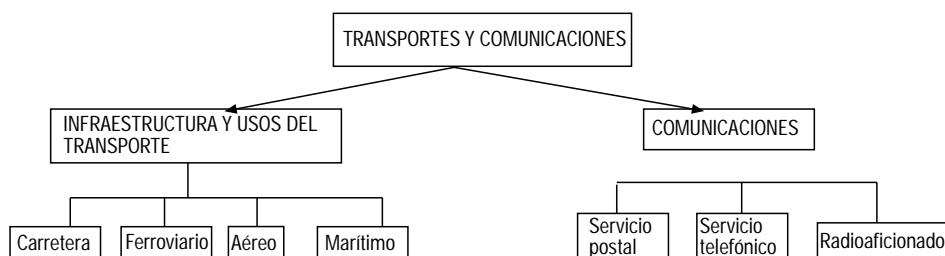 TRANSPORTES Y COMUNICACIONES
INFRAESTRUCTURA Y USOS DEL
TRANSPORTE
COMUNICACIONES
Carretera
Ferroviario
Aéreo
Marítimo
Servicio
postal
Servicio
telefónico
Radioaficionado